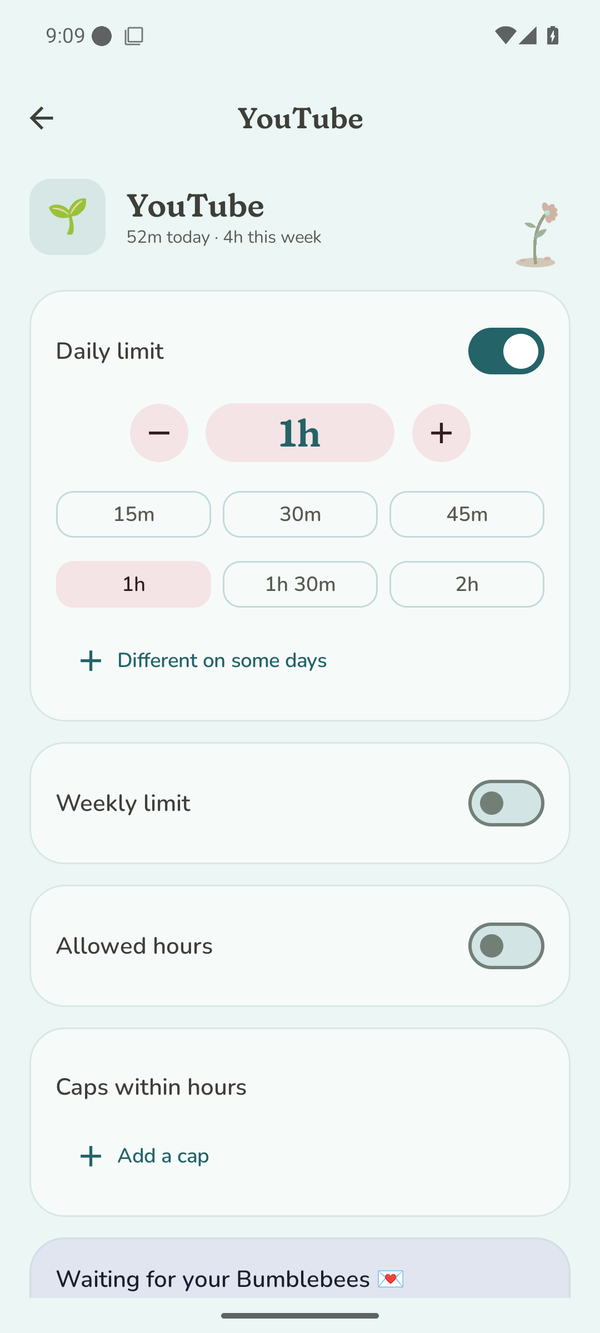 9:09
YouTube
YouTube
52m today · 4h this week
Daily limit
1h
15m
30m
45m
1h
1h 30m
2h
Different on some days
Weekly limit
Allowed hours
Caps within hours
Add a cap
Waiting for your Bumblebees 💌